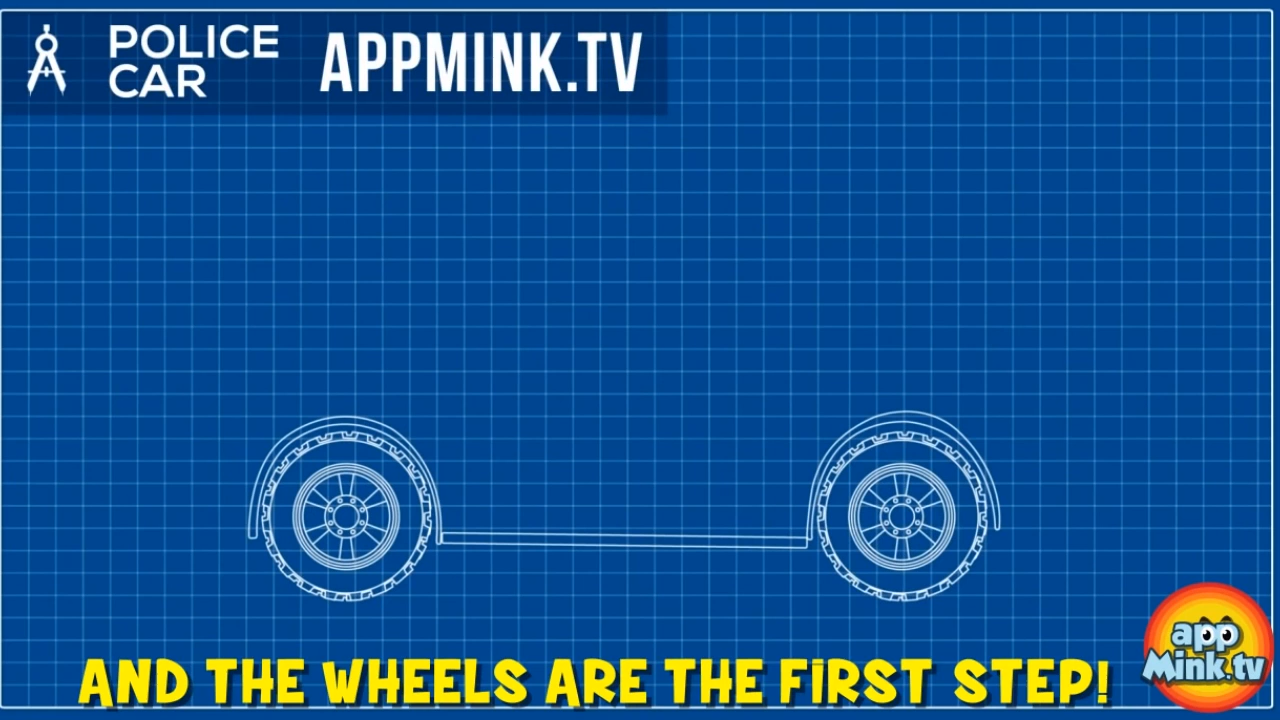 POLICE
CAR
APPMINK.TV
AND THE WHEELS ARE THE FIRST STEP!
app
Mink.tv